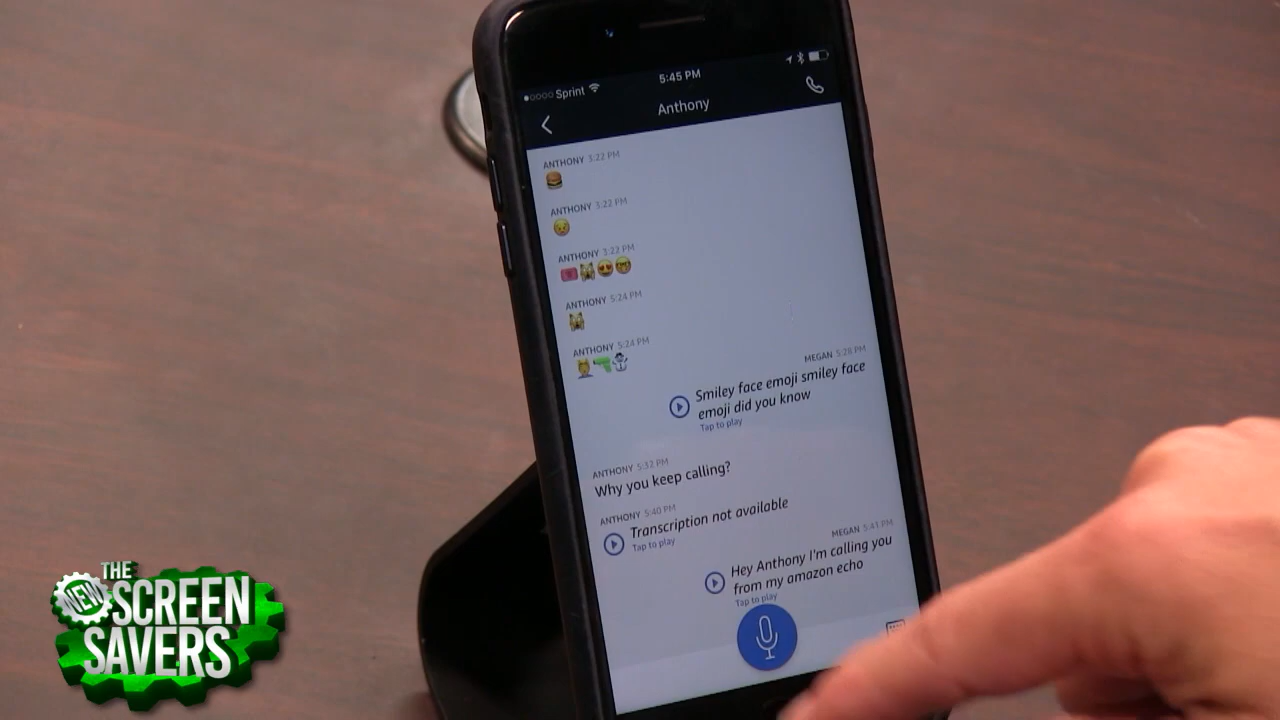 Sprint
5:45 PM
Anthony
ANTHONY 3:22 PM
ANTHONY 3:22 PM
ANTHONY 3:22 PM
ANTHONY 5:24 PM
ANTHONY 5:24 PM
MEGAN 5:28 PM
Smiley face emoji smiley face
emoji did you know
Tap to play
ANTHONY 5:32 PM
Why you keep calling?
ANTHONY 5:40 PM
Transcription not available
Tap to play
MEGAN 5:41 PM
Hey Anthony I'm calling you
from my amazon echo
Tap to play
THE
NEW
SCREEN
SAVERS